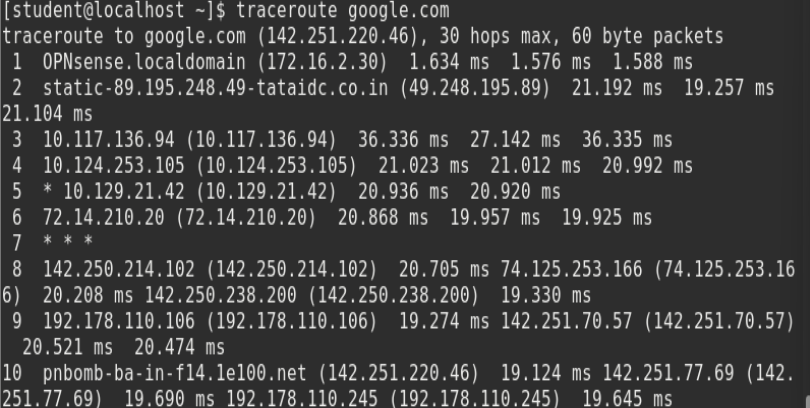 [student@localhost ~]$ traceroute google.com
traceroute to google.com (142.251.220.46), 30 hops max, 60 byte packets
 1  OPNsense.localdomain (172.16.2.30)  1.634 ms  1.576 ms  1.588 ms
 2  static-89.195.248.49-tataidc.co.in (49.248.195.89)  21.192 ms  19.257 ms
21.104 ms
 3  10.117.136.94 (10.117.136.94)  36.336 ms  27.142 ms  36.335 ms
 4  10.124.253.105 (10.124.253.105)  21.023 ms  21.012 ms  20.992 ms
 5  * 10.129.21.42 (10.129.21.42)  20.936 ms  20.920 ms
 6  72.14.210.20 (72.14.210.20)  20.868 ms  19.957 ms  19.925 ms
 7  * * *
 8  142.250.214.102 (142.250.214.102)  20.705 ms 74.125.253.166 (74.125.253.16
6)  20.208 ms 142.250.238.200 (142.250.238.200)  19.330 ms
 9  192.178.110.106 (192.178.110.106)  19.274 ms 142.251.70.57 (142.251.70.57)
  20.521 ms  20.474 ms
10  pnbomb-ba-in-f14.1e100.net (142.251.220.46)  19.124 ms 142.251.77.69 (142.
251.77.69)  19.690 ms 192.178.110.245 (192.178.110.245)  19.645 ms